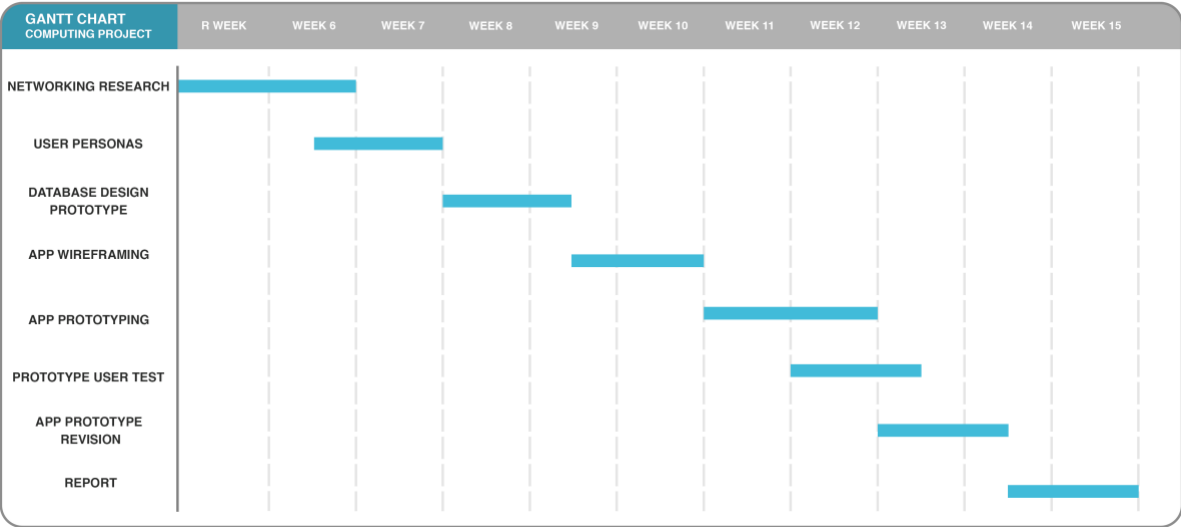 GANTT CHART
COMPUTING PROJECT
R WEEK WEEK 6 WEEK 7 WEEK 8 WEEK 9 WEEK 10 WEEK 11 WEEK 12 WEEK 13 WEEK 14 WEEK 15
NETWORKING RESEARCH
USER PERSONAS
DATABASE DESIGN
PROTOTYPE
APP WIREFRAMING
APP PROTOTYPING
PROTOTYPE USER TEST
APP PROTOTYPE
REVISION
REPORT